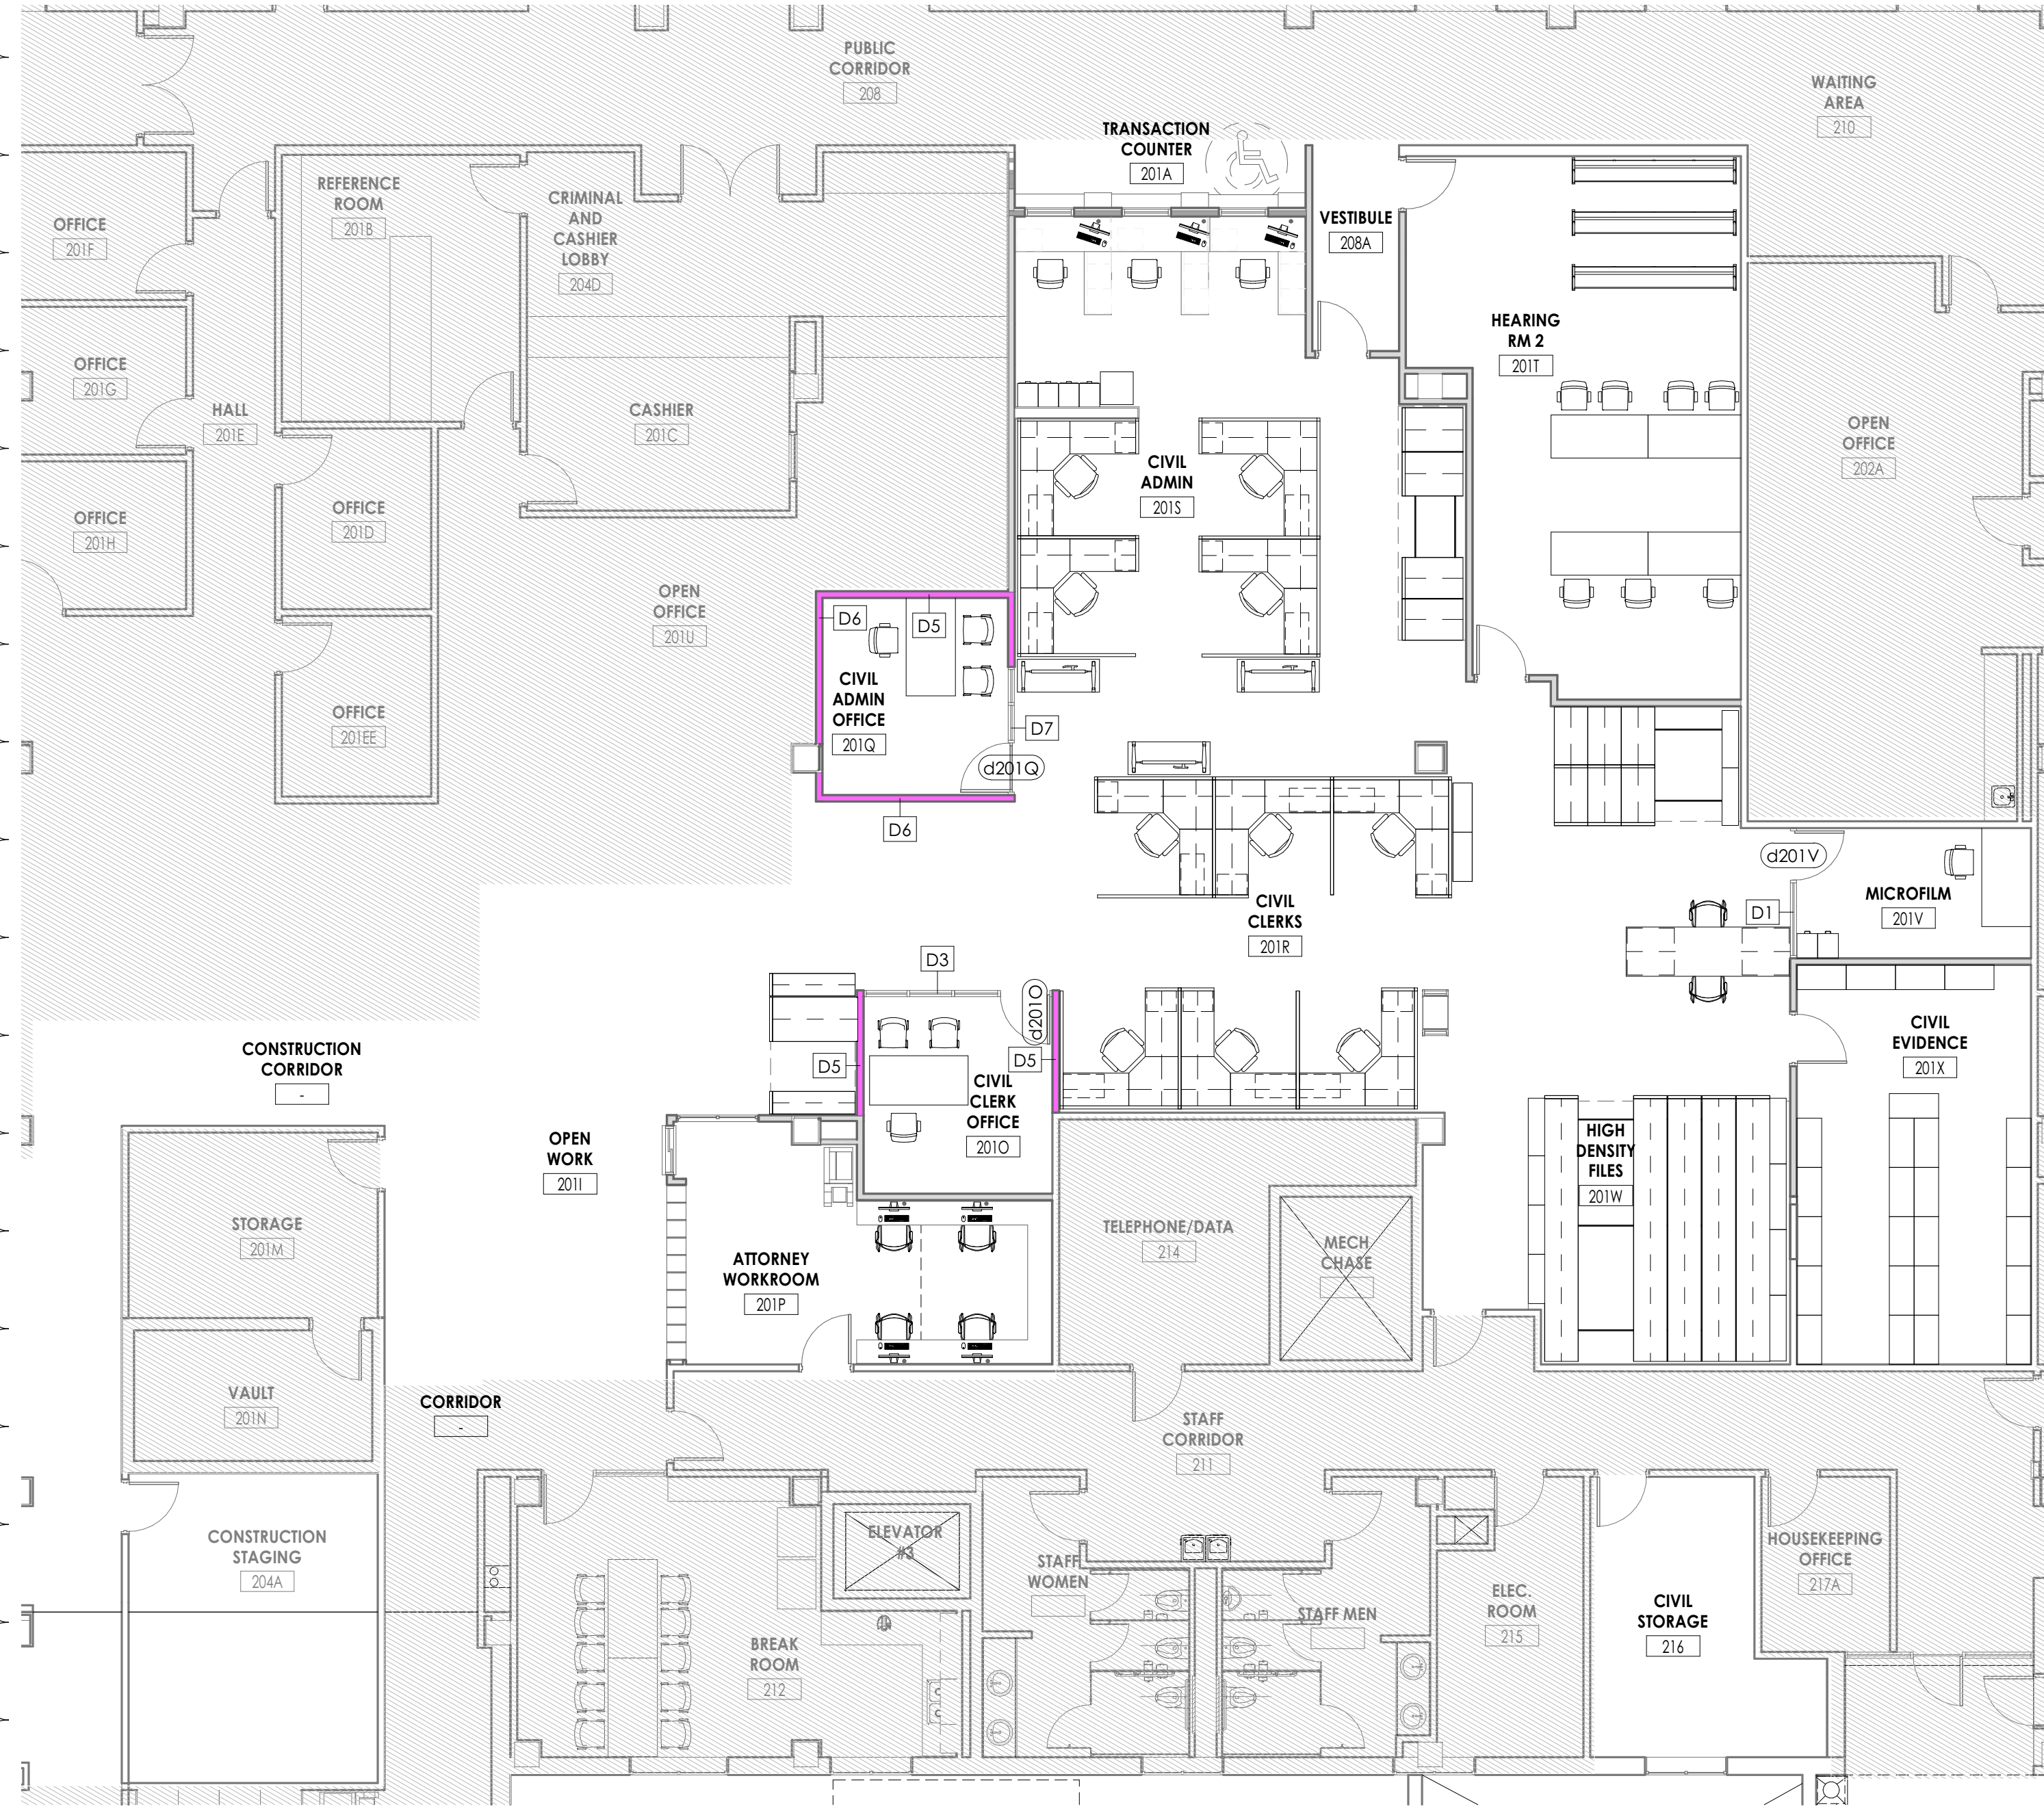 PUBLIC
CORRIDOR
208
WAITING
AREA
210
TRANSACTION
COUNTER
201A
REFERENCE
ROOM
201B
CRIMINAL
AND
CASHIER
LOBBY
204D
OFFICE
201F
VESTIBULE
208A
HEARING
RM 2
201T
OFFICE
201G
HALL
201E
CASHIER
201C
OPEN
OFFICE
202A
CIVIL
ADMIN
201S
OFFICE
201H
OFFICE
201D
OPEN
OFFICE
201U
D6
D5
CIVIL
ADMIN
OFFICE
201Q
OFFICE
201EE
D7
d201Q
D6
d201V
MICROFILM
201V
D1
CIVIL
CLERKS
201R
D3
d201O
D5
D5
CIVIL
CLERK
OFFICE
201O
CONSTRUCTION
CORRIDOR
-
CIVIL
EVIDENCE
201X
OPEN
WORK
201I
HIGH
DENSITY
FILES
201W
STORAGE
201M
TELEPHONE/DATA
214
MECH
CHASE
ATTORNEY
WORKROOM
201P
VAULT
201N
CORRIDOR
-
STAFF
CORRIDOR
211
CONSTRUCTION
STAGING
204A
ELEVATOR
#3
STAFF
WOMEN
STAFF MEN
ELEC.
ROOM
215
CIVIL
STORAGE
216
HOUSEKEEPING
OFFICE
217A
BREAK
ROOM
212